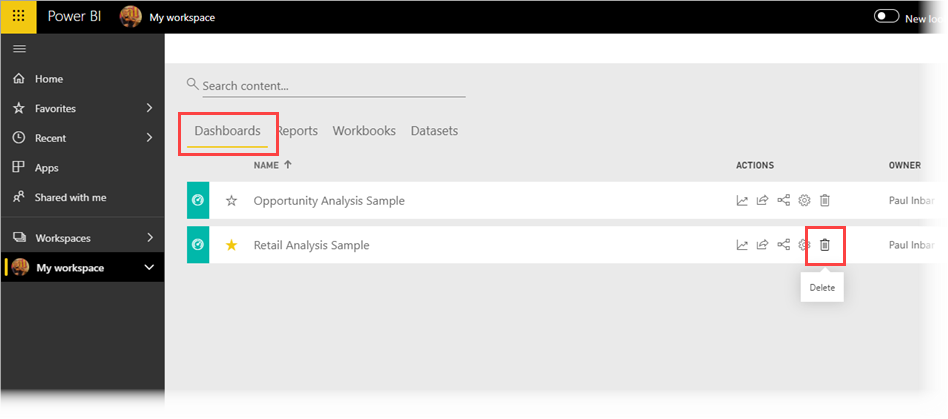 Power BI My workspace New loo
Home
Search content...
Favorites
Dashboards Reports Workbooks Datasets
Recent
NAME ACTIONS OWNER
Apps
Shared with me
Opportunity Analysis Sample Paul Inbar
Workspaces
Retail Analysis Sample Paul Inbar
My workspace
Delete